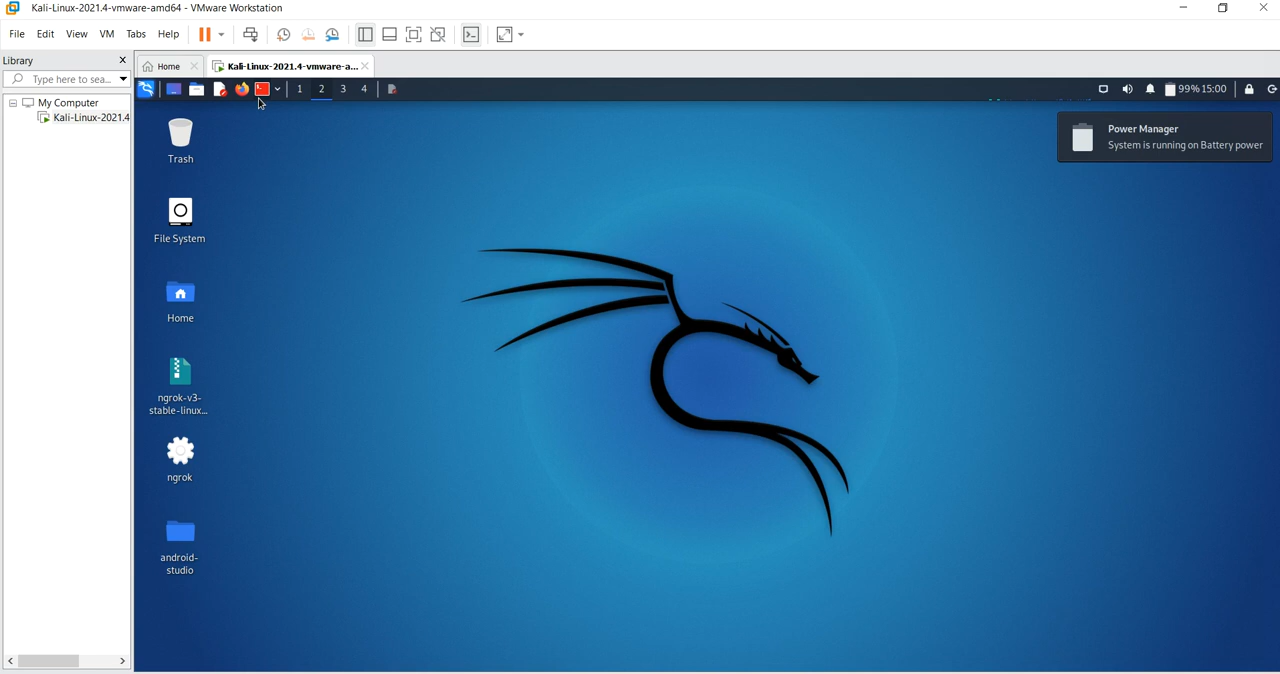 Kali-Linux-2021.4-vmware-amd64 - VMware Workstation
File Edit View VM Tabs Help
Library
Home
Kali-Linux-2021.4-vmware-a...
Type here to sea...
1 2 3 4
99% 15:00
My Computer
Kali-Linux-2021.4
Power Manager
System is running on Battery power
Trash
File System
Home
ngrok-v3-
stable-linux...
ngrok
android-
studio